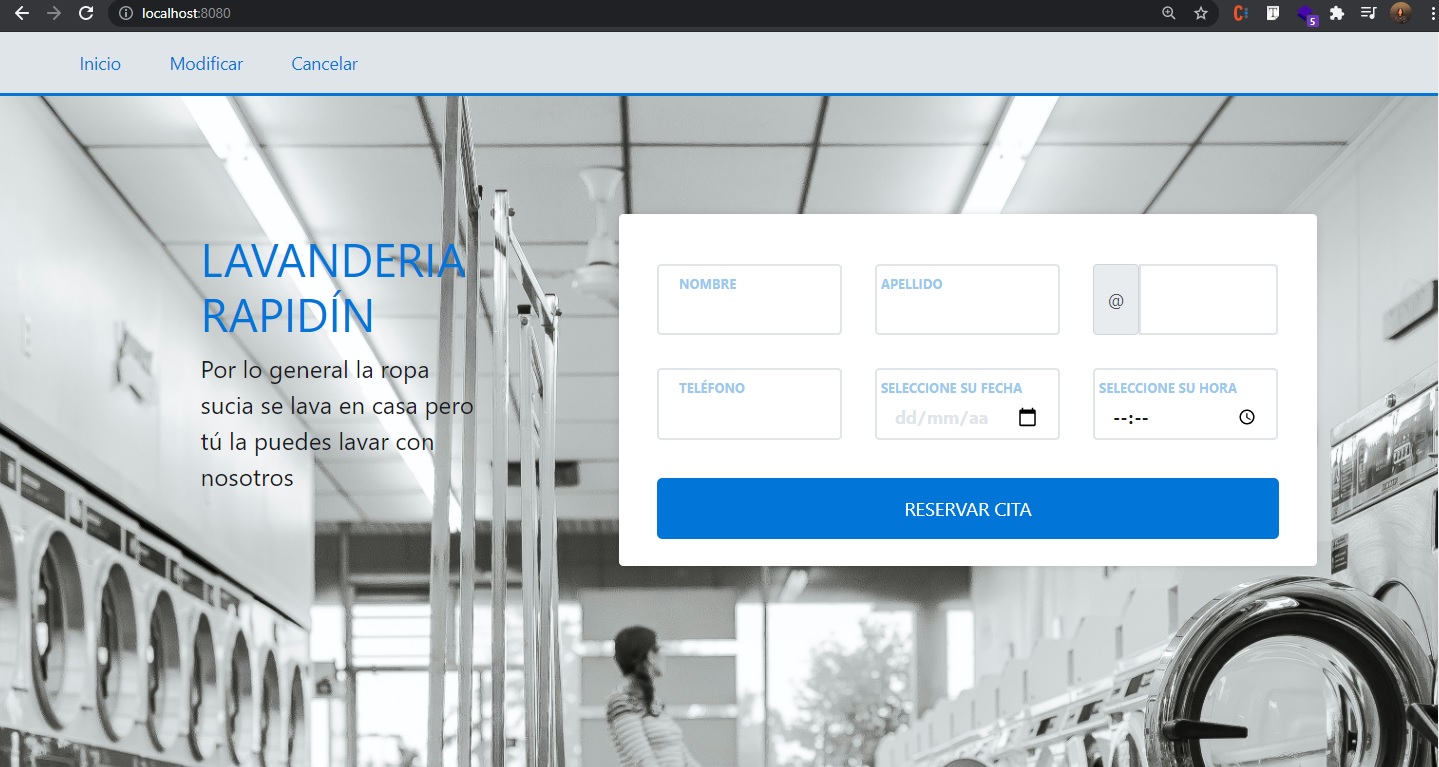 localhost:8080
5
Inicio Modificar Cancelar
LAVANDERIA
RAPIDÍN
Por lo general la ropa
sucia se lava en casa pero
tú la puedes lavar con
nosotros
NOMBRE APELLIDO @
TELÉFONO SELECCIONE SU FECHA SELECCIONE SU HORA
dd/mm/aa --:--
RESERVAR CITA